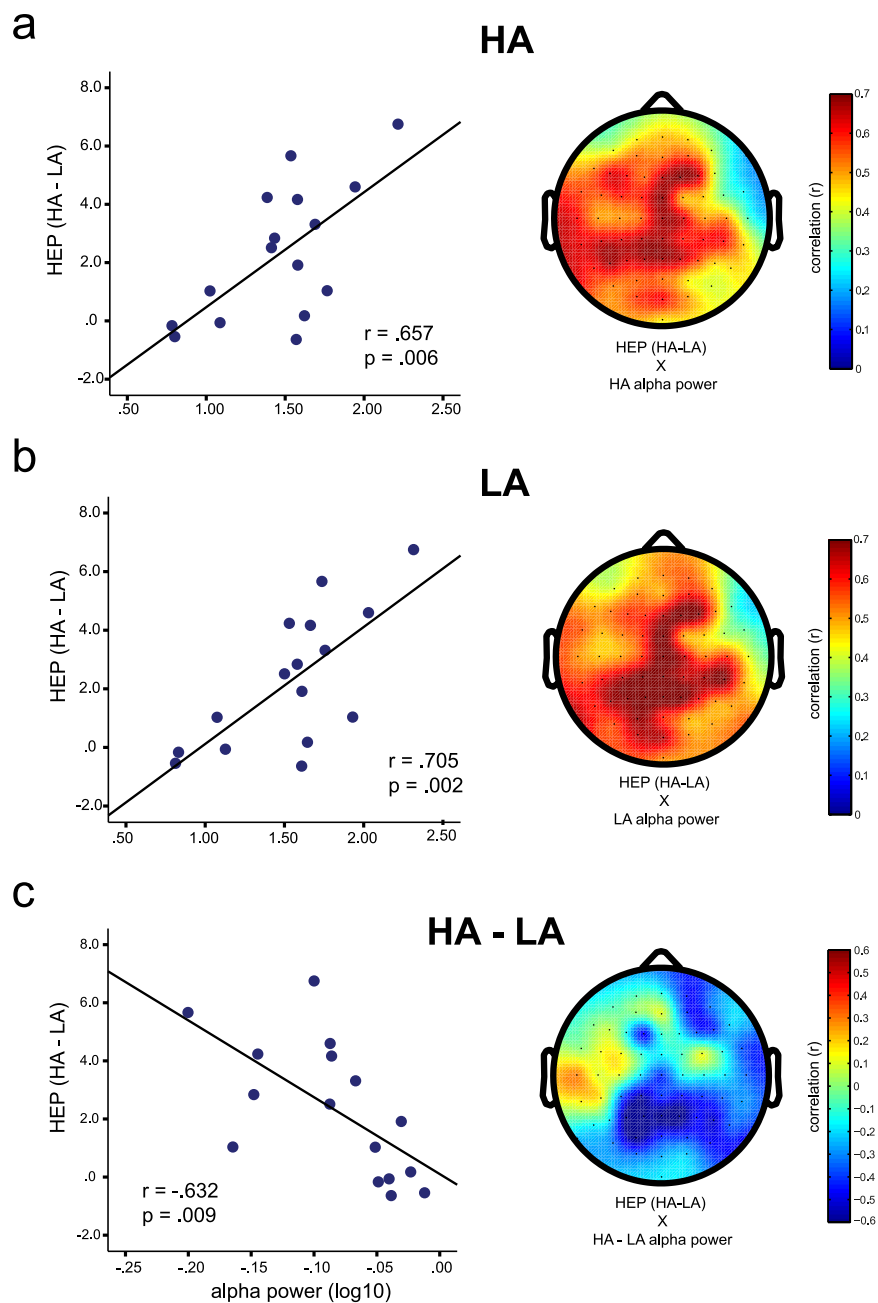 a
HA
HEP (HA - LA)
8.0
6.0
4.0
2.0
.0
-2.0
.50
1.00
1.50
2.00
2.50
r = .657
p = .006
HEP (HA-LA)
X
HA alpha power
0.7
0.6
0.5
0.4
0.3
0.2
0.1
0
correlation (r)
b
LA
HEP (HA - LA)
8.0
6.0
4.0
2.0
.0
-2.0
.50
1.00
1.50
2.00
2.50
r = .705
p = .002
HEP (HA-LA)
X
LA alpha power
0.7
0.6
0.5
0.4
0.3
0.2
0.1
0
correlation (r)
c
HA - LA
HEP (HA - LA)
8.0
6.0
4.0
2.0
.0
-2.0
-.25
-.20
-.15
-.10
-.05
.00
alpha power (log10)
r = -.632
p = .009
HEP (HA-LA)
X
HA - LA alpha power
0.6
0.5
0.4
0.3
0.2
0.1
0
−0.1
−0.2
−0.3
−0.4
−0.5
−0.6
correlation (r)